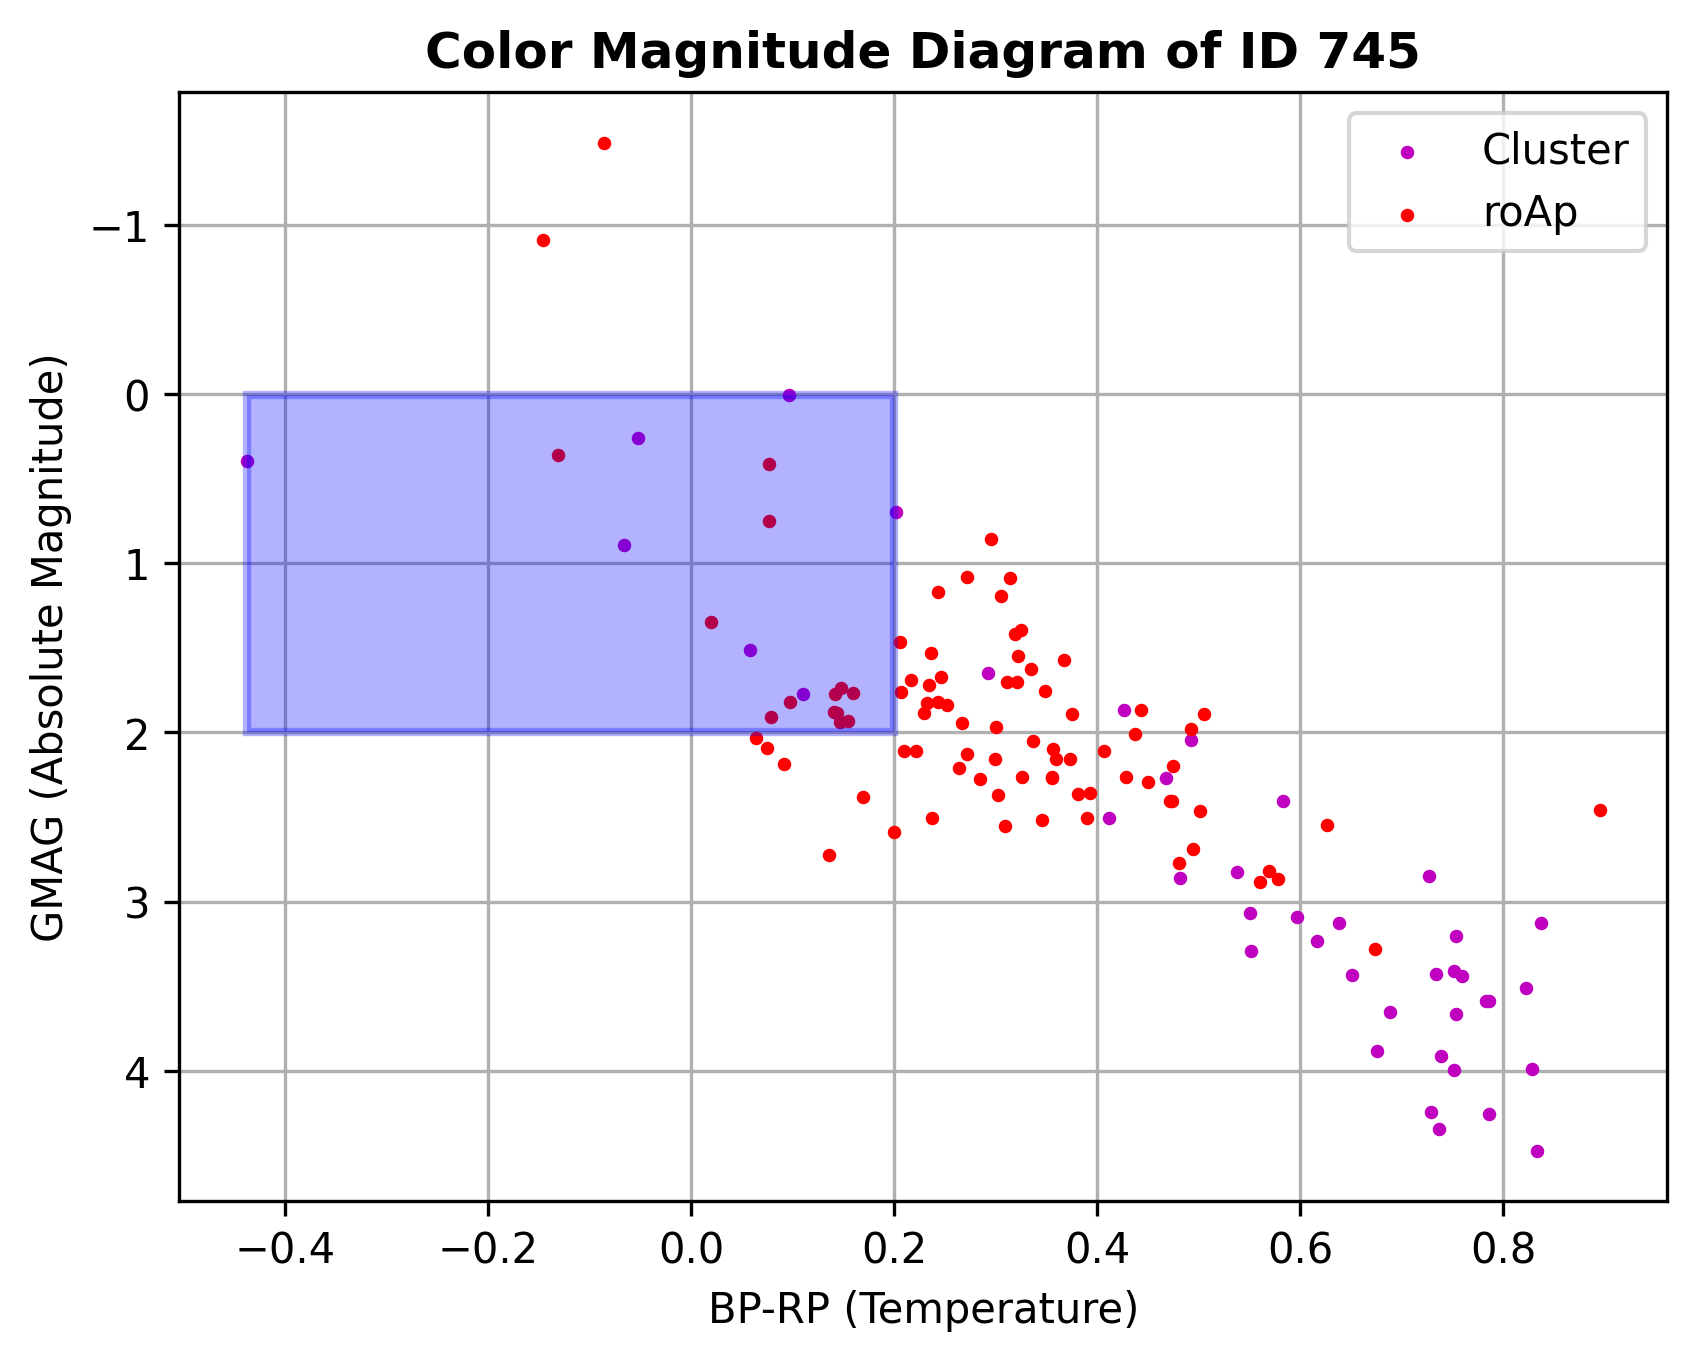 Color Magnitude Diagram of ID 745
Cluster
roAp
GMAG (Absolute Magnitude)
−1
0
1
2
3
4
−0.4 −0.2 0.0 0.2 0.4 0.6 0.8
BP-RP (Temperature)